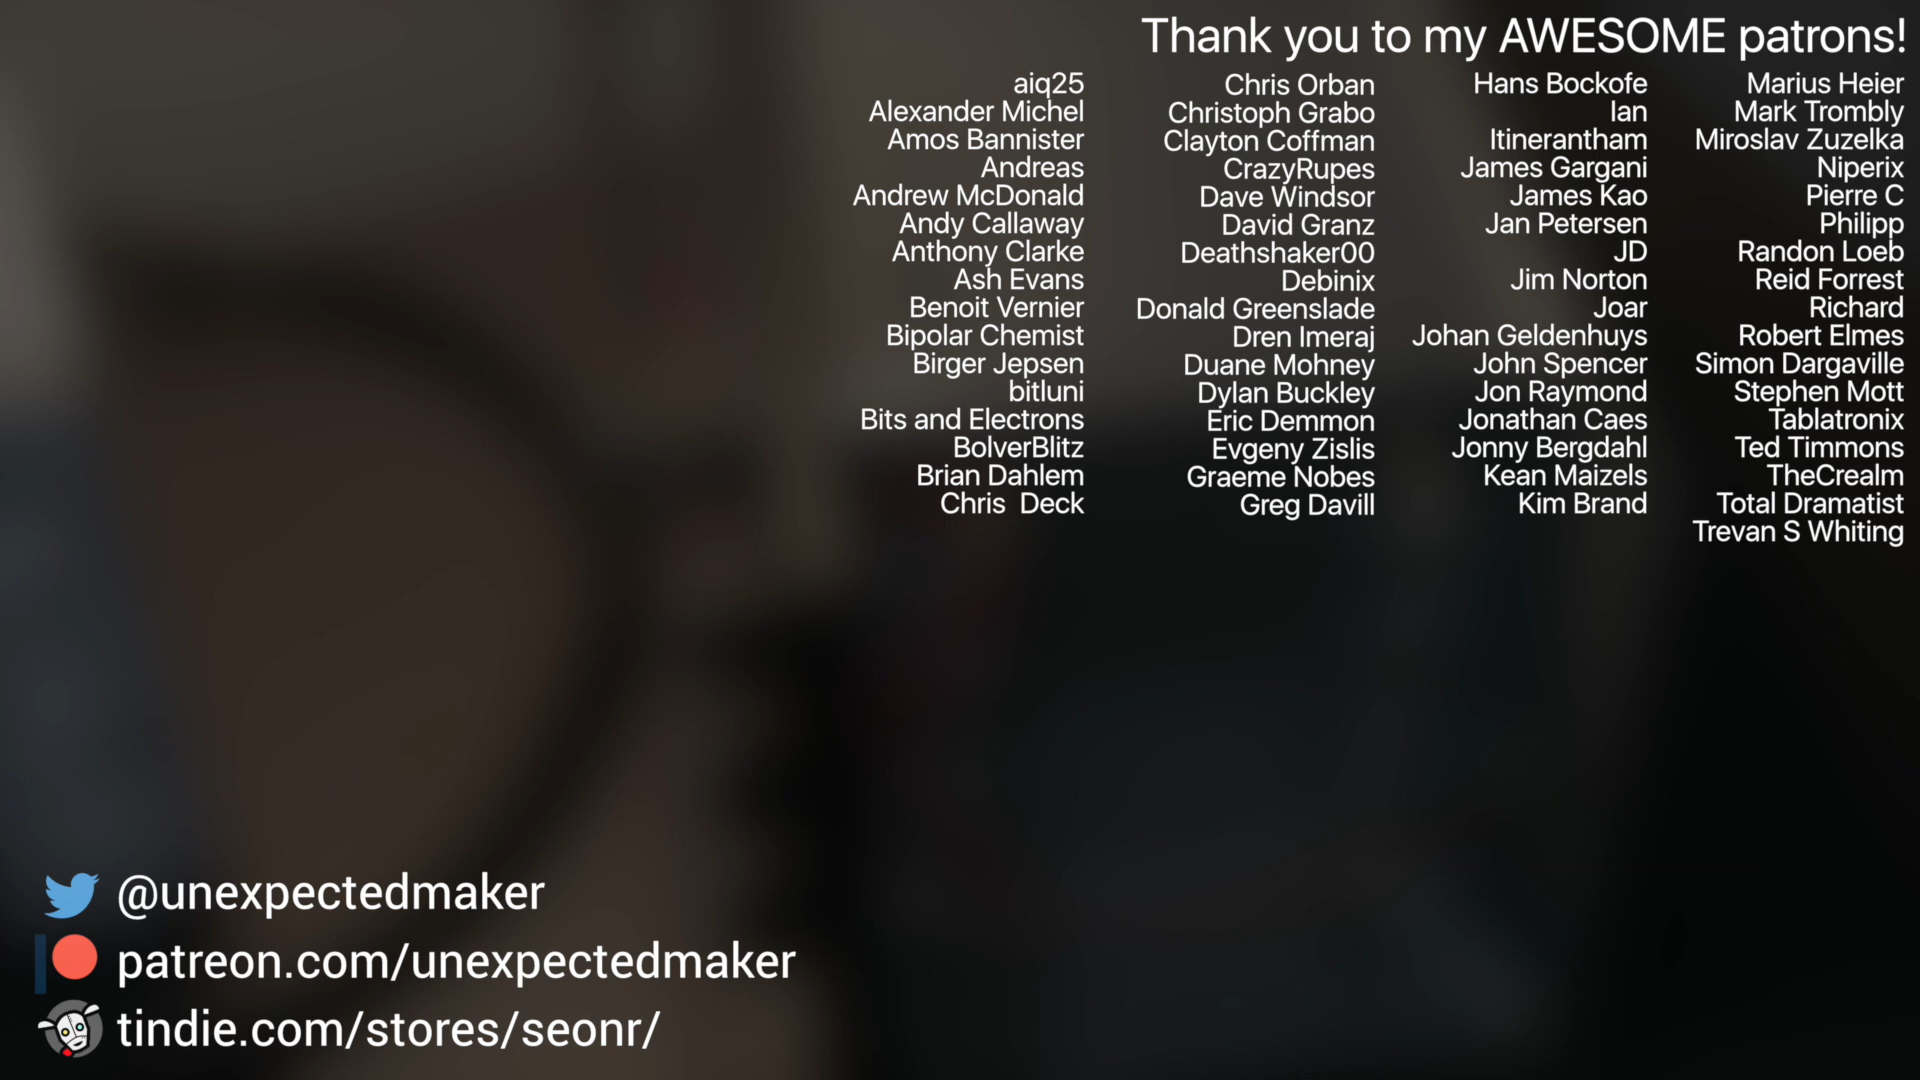 Thank you to my AWESOME patrons!
aiq25
Alexander Michel
Amos Bannister
Andreas
Andrew McDonald
Andy Callaway
Anthony Clarke
Ash Evans
Benoit Vernier
Bipolar Chemist
Birger Jepsen
bitluni
Bits and Electrons
BolverBlitz
Brian Dahlem
Chris  Deck
Chris Orban
Christoph Grabo
Clayton Coffman
CrazyRupes
Dave Windsor
David Granz
Deathshaker00
Debinix
Donald Greenslade
Dren Imeraj
Duane Mohney
Dylan Buckley
Eric Demmon
Evgeny Zislis
Graeme Nobes
Greg Davill
Hans Bockofe
Ian
Itinerantham
James Gargani
James Kao
Jan Petersen
JD
Jim Norton
Joar
Johan Geldenhuys
John Spencer
Jon Raymond
Jonathan Caes
Jonny Bergdahl
Kean Maizels
Kim Brand
Marius Heier
Mark Trombly
Miroslav Zuzelka
Niperix
Pierre C
Philipp
Randon Loeb
Reid Forrest
Richard
Robert Elmes
Simon Dargaville
Stephen Mott
Tablatronix
Ted Timmons
TheCrealm
Total Dramatist
Trevan S Whiting
@unexpectedmaker
patreon.com/unexpectedmaker
tindie.com/stores/seonr/